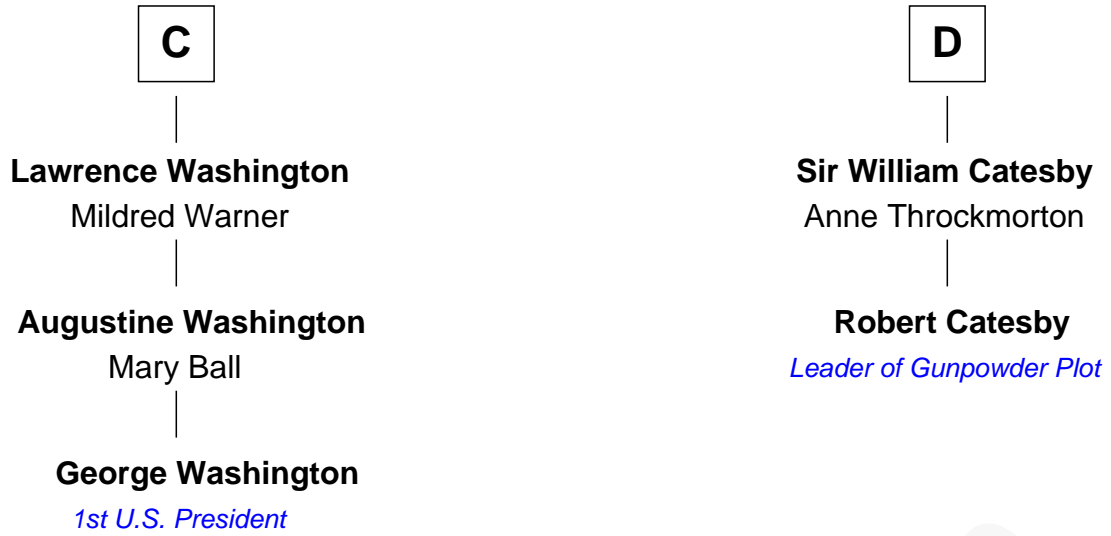 C
Lawrence Washington
Mildred Warner
Augustine Washington
Mary Ball
George Washington
1st U.S. President
D
Sir William Catesby
Anne Throckmorton
Robert Catesby
Leader of Gunpowder Plot